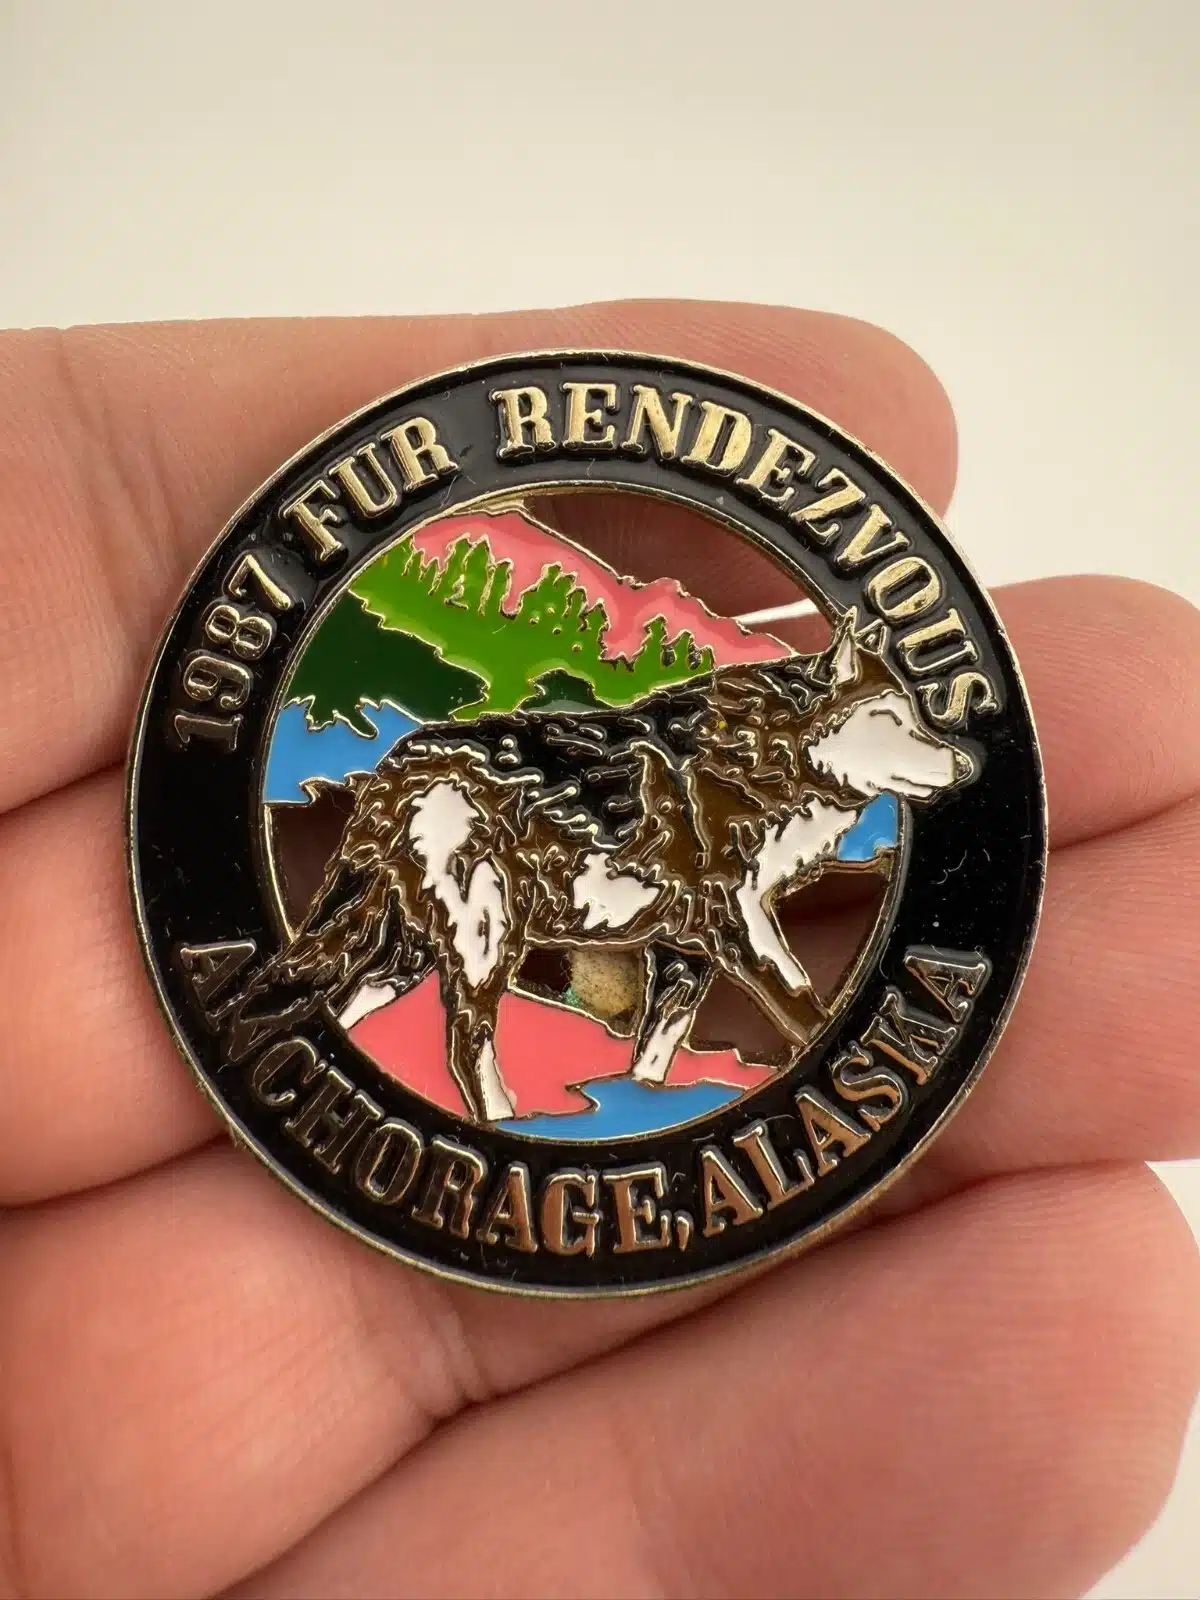 1987 FUR RENDEZVOUS
ANCHORAGE, ALASKA